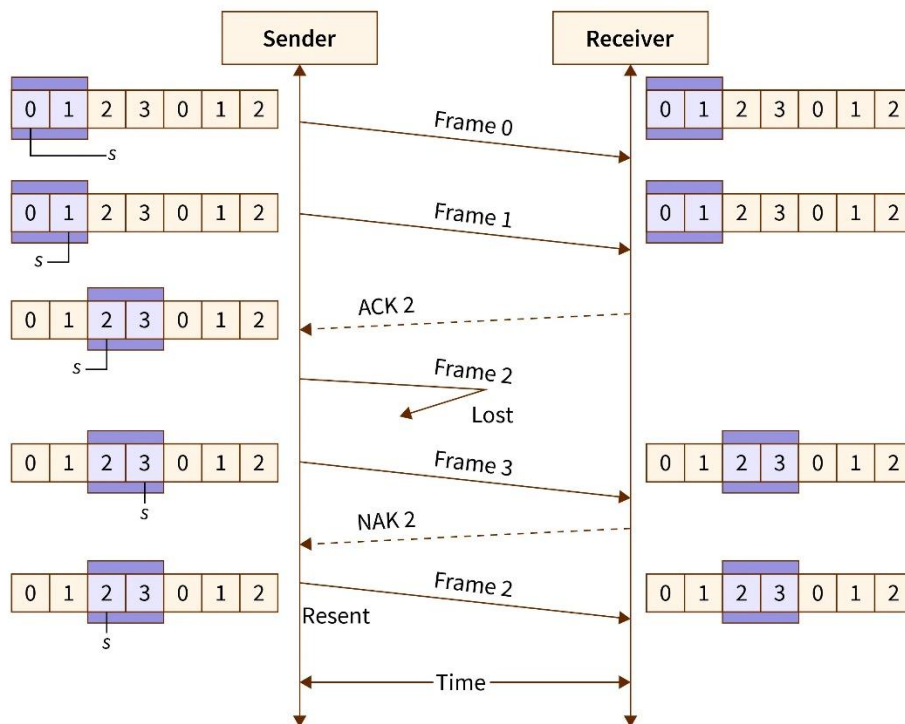 Sender Receiver
0 1 2 3 0 1 2
s
Frame 0
0 1 2 3 0 1 2
0 1 2 3 0 1 2
s
Frame 1
0 1 2 3 0 1 2
ACK 2
0 1 2 3 0 1 2
s
Frame 2
Lost
0 1 2 3 0 1 2
s
Frame 3
0 1 2 3 0 1 2
NAK 2
0 1 2 3 0 1 2
s
Frame 2
Resent
0 1 2 3 0 1 2
Time